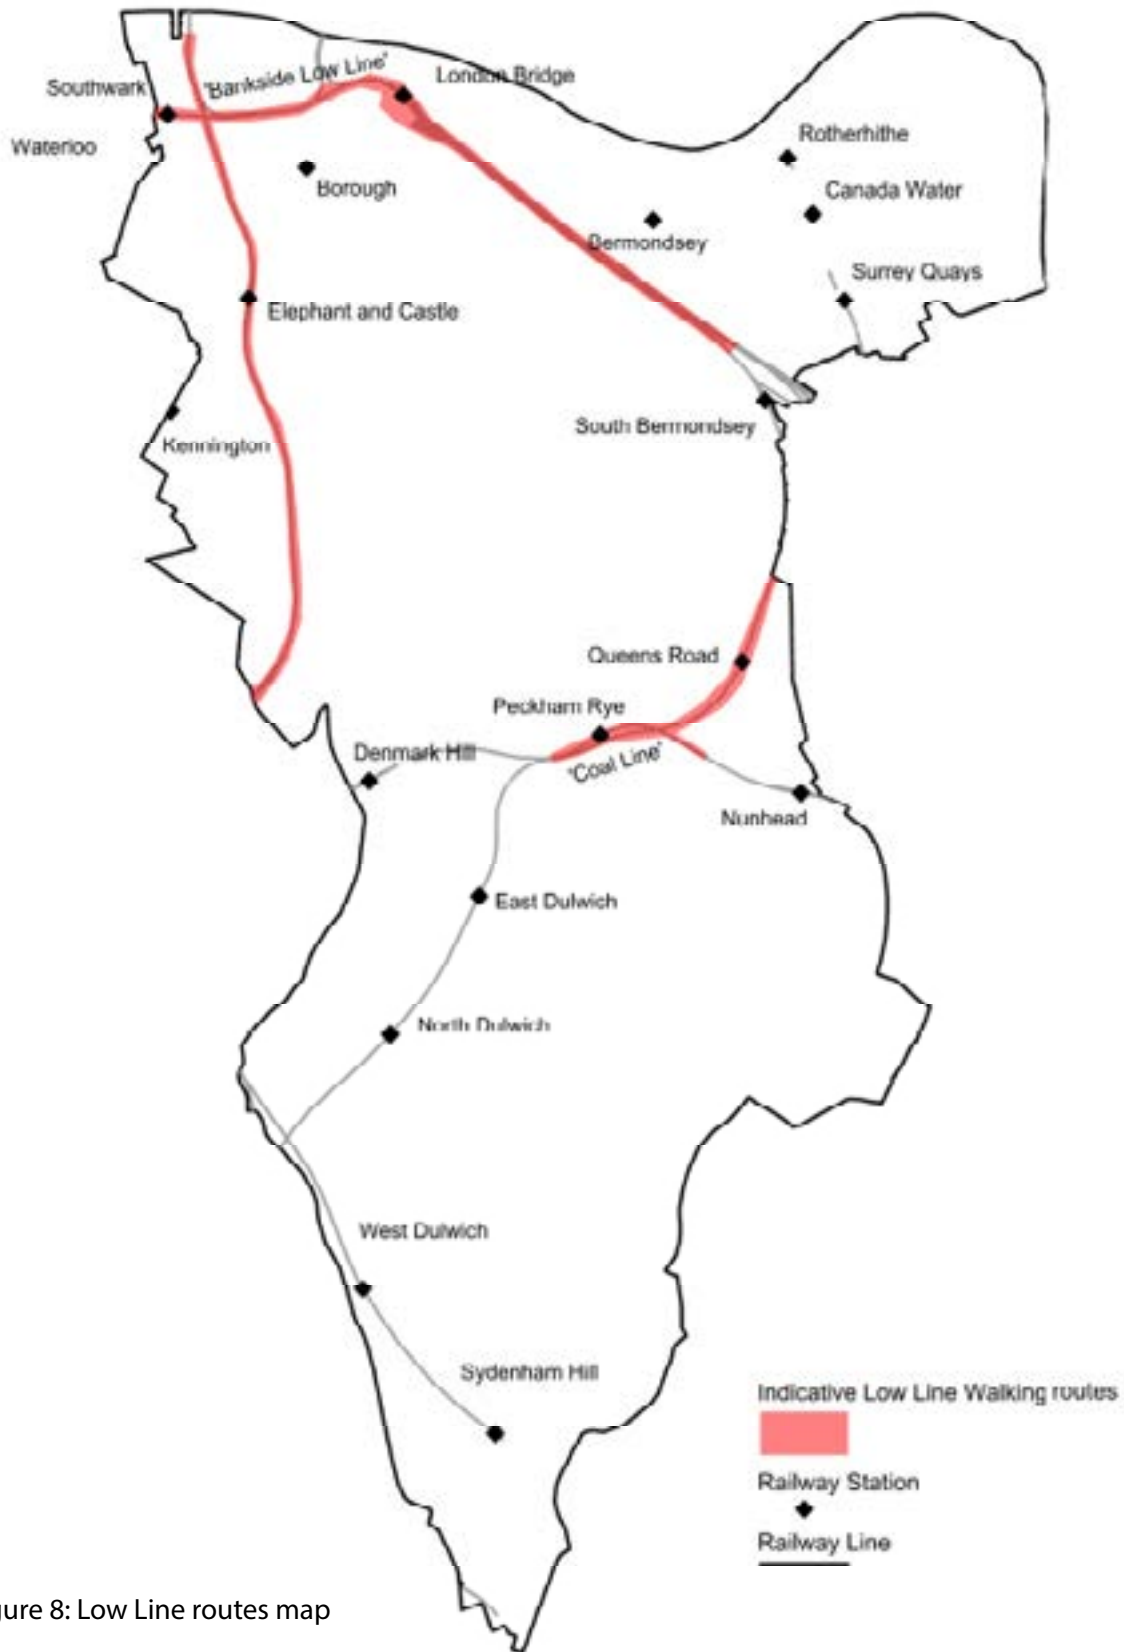 "Bankside Low Line"
London Bridge
Southwark
Waterloo
Rotherhithe
Borough
Canada Water
Bermondsey
Surrey Quays
Elephant and Castle
South Bermondsey
Kennington
Queens Road
Peckham Rye
Denmark Hill
"Coal Line"
Nunhead
East Dulwich
North Dulwich
West Dulwich
Sydenham Hill
Indicative Low Line Walking routes
Railway Station
Railway Line
gure 8: Low Line routes map